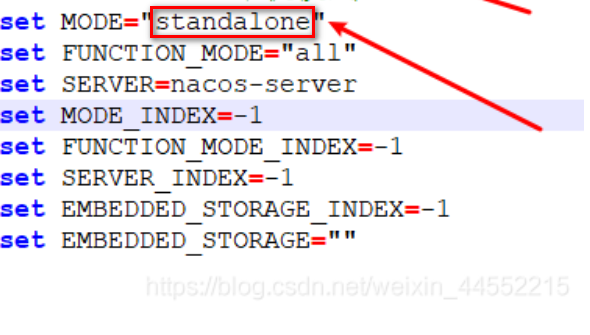 set MODE="standalone"
set FUNCTION_MODE="all"
set SERVER=nacos-server
set MODE_INDEX=-1
set FUNCTION_MODE_INDEX=-1
set SERVER_INDEX=-1
set EMBEDDED_STORAGE_INDEX=-1
set EMBEDDED_STORAGE=""
https://blog.csdn.net/weixin_44552215